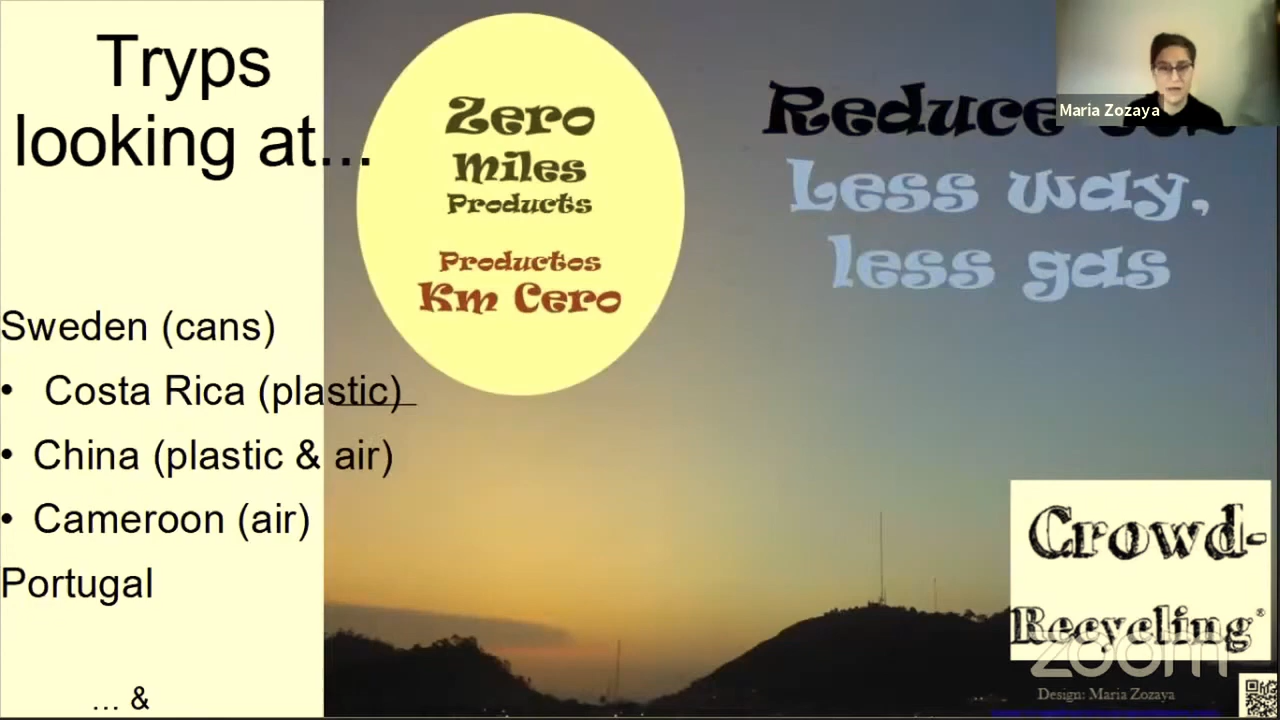 Tryps
looking at...
Sweden (cans)
• Costa Rica (plastic)
• China (plastic & air)
• Cameroon (air)
Portugal
... &
Zero
Miles
Products
Productos
Km Cero
Reduce
Less way,
less gas
Maria Zozaya
Crowd-
Recycling®
zoom
Design: Maria Zozaya